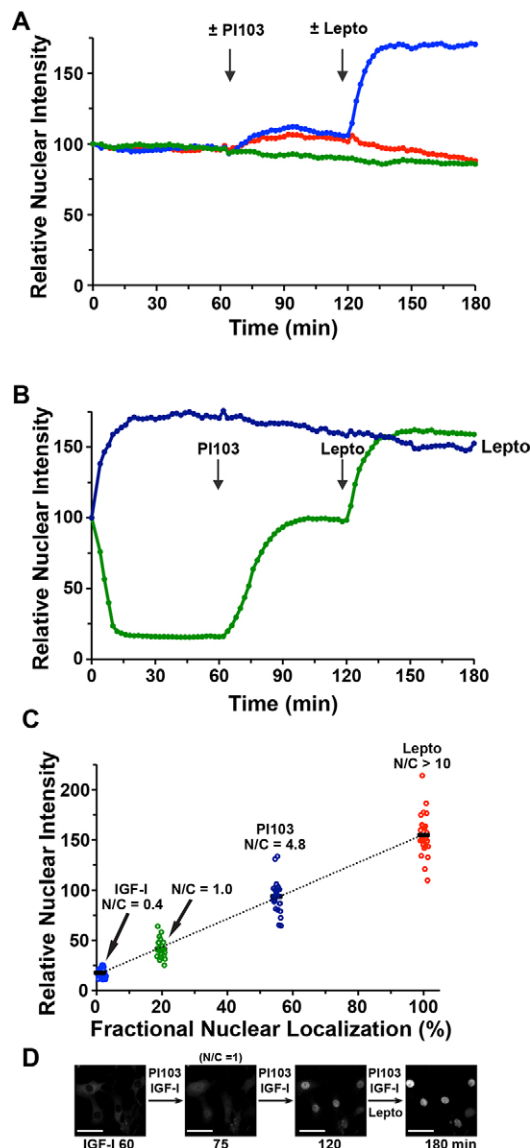 A
± PI103
± Lepto
Relative Nuclear Intensity
150
100
50
0
0 30 60 90 120 150 180
Time (min)
B
PI103
Lepto
Lepto
Relative Nuclear Intensity
150
100
50
0
0 30 60 90 120 150 180
Time (min)
C
Lepto
N/C > 10
PI103
N/C = 4.8
IGF-I
N/C = 0.4
N/C = 1.0
Relative Nuclear Intensity
200
150
100
50
0
0 20 40 60 80 100
Fractional Nuclear Localization (%)
D
(N/C =1)
PI103
IGF-I
PI103
IGF-I
PI103
IGF-I
Lepto
IGF-I 60
75
120
180 min